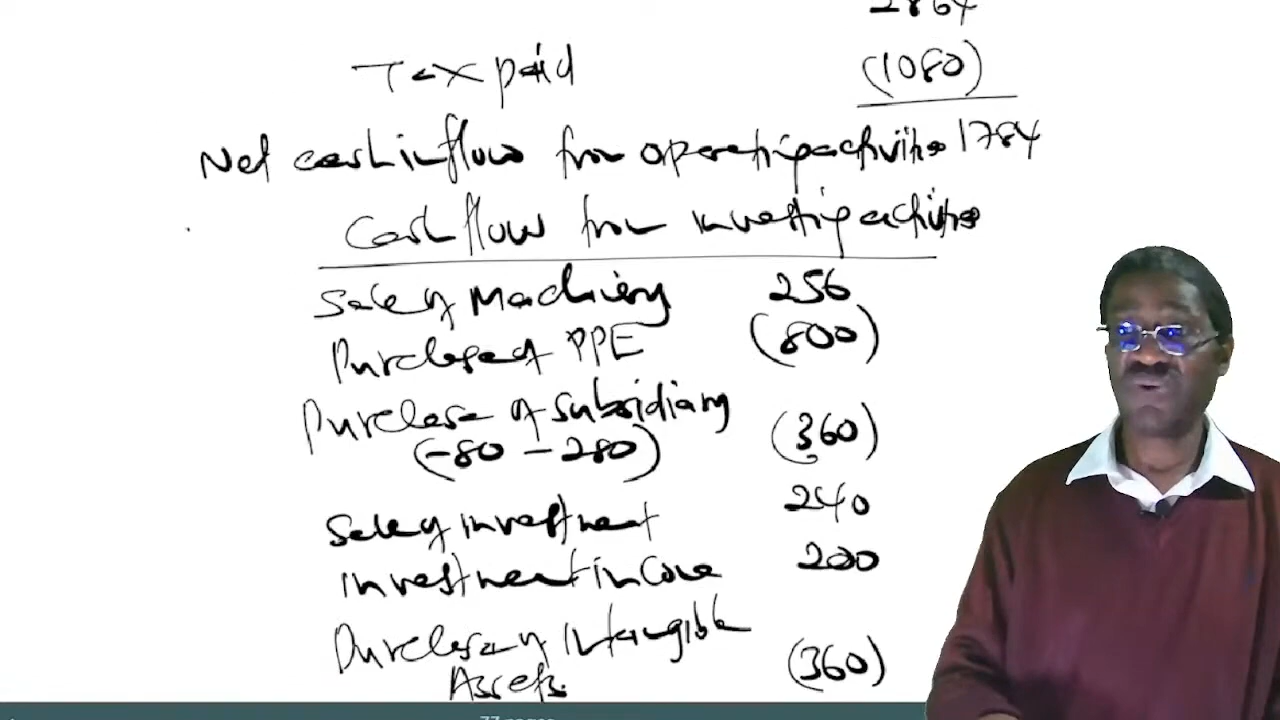 2864
Tax paid (1080)
Net cash inflow from operating activities 1784
Cash flow from investing activities
Sale of Machinery 256
Purchase of PPE (800)
Purchase of subsidiary (360)
(-80 - 280)
Sale of investment 240
Investment income 200
Purchase of Intangible
Assets. (360)